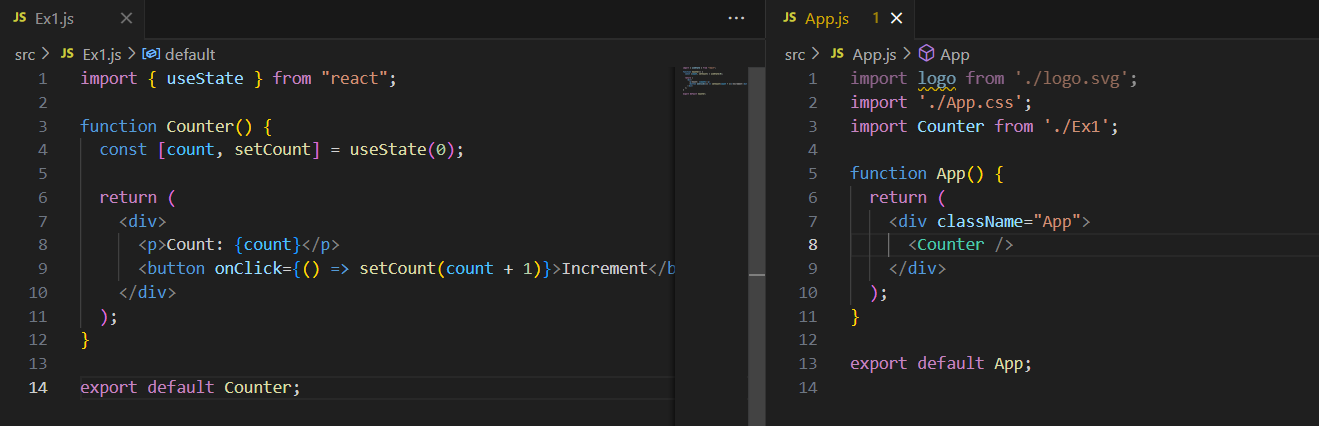 JS Ex1.js
src > JS Ex1.js > default
1 import { useState } from "react";
2
3 function Counter() {
4 const [count, setCount] = useState(0);
5
6 return (
7 <div>
8 <p>Count: {count}</p>
9 <button onClick={() => setCount(count + 1)}>Increment</b
10 </div>
11 );
12 }
13
14 export default Counter;
JS App.js 1
src > JS App.js > App
1 import logo from './logo.svg';
2 import './App.css';
3 import Counter from './Ex1';
4
5 function App() {
6 return (
7 <div className="App">
8 <Counter />
9 </div>
10 );
11 }
12
13 export default App;
14